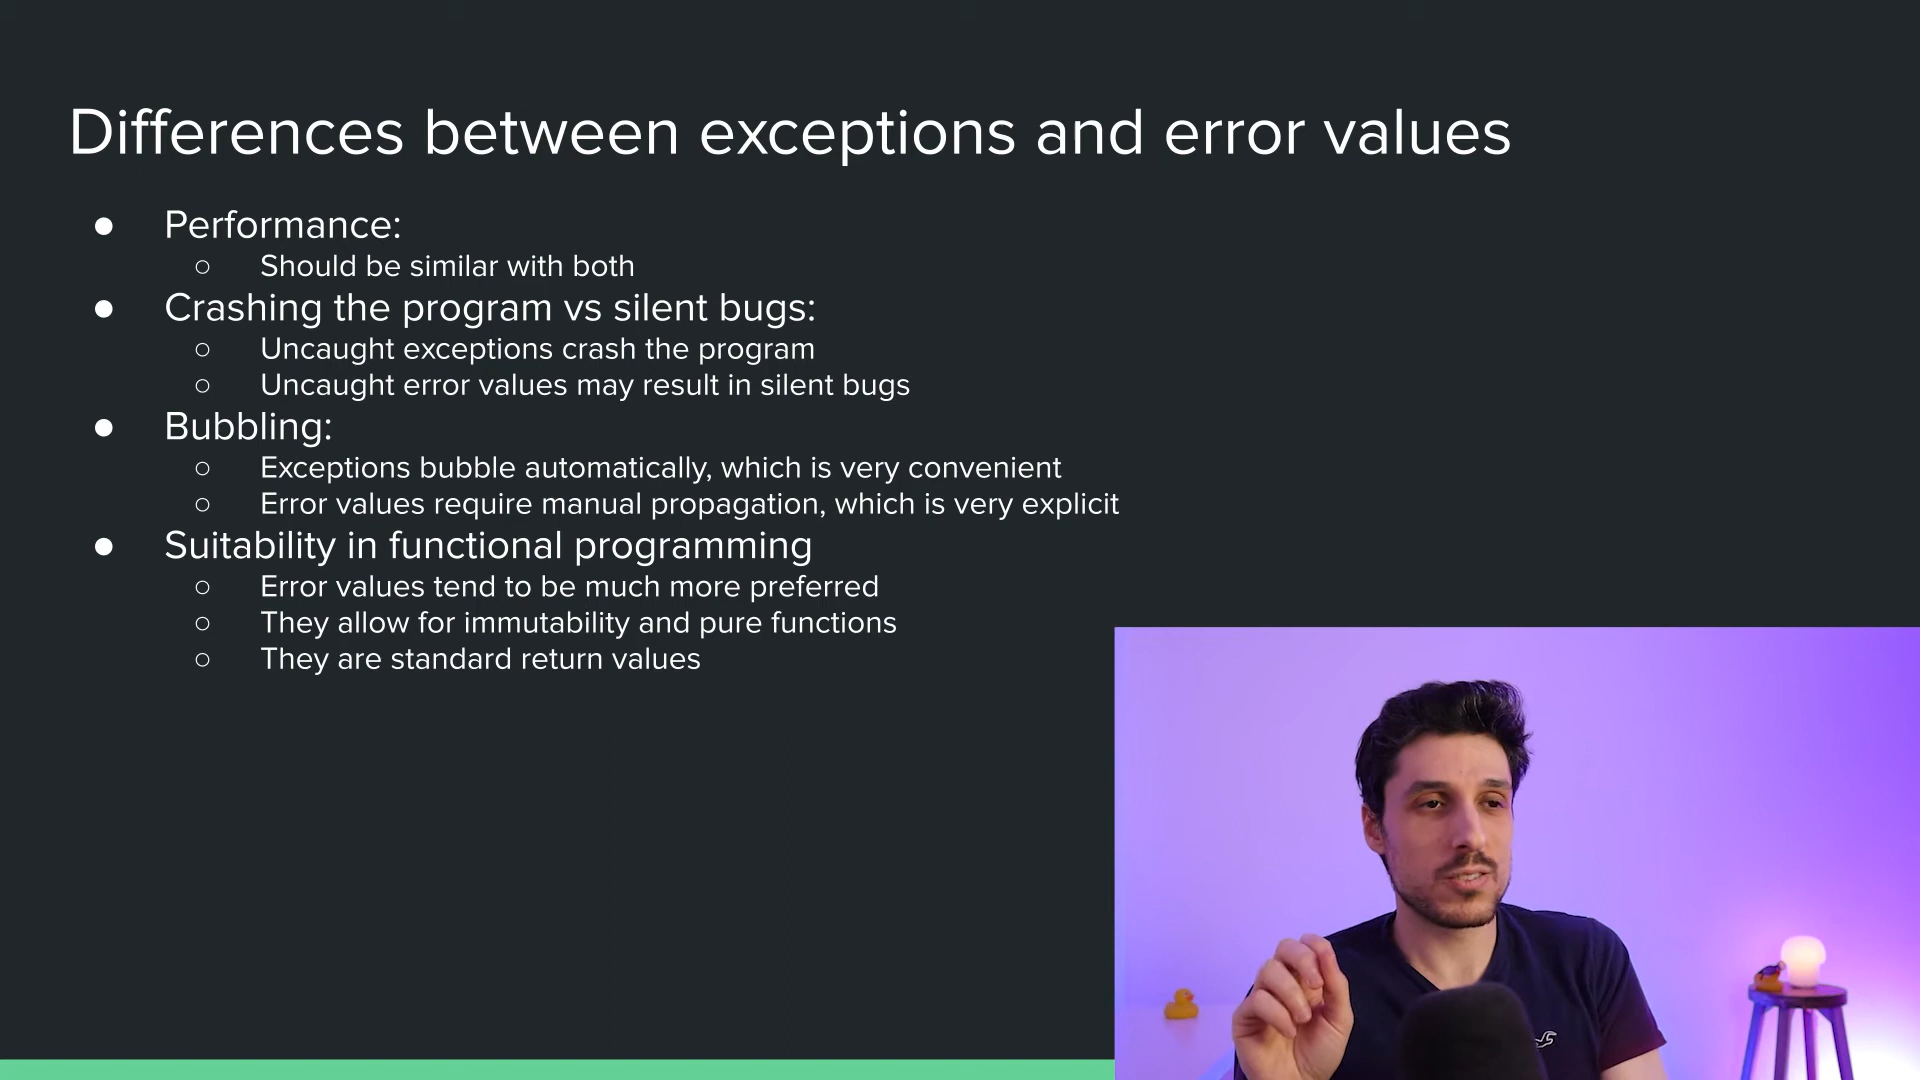 Differences between exceptions and error values
● Performance:
○ Should be similar with both
● Crashing the program vs silent bugs:
○ Uncaught exceptions crash the program
○ Uncaught error values may result in silent bugs
● Bubbling:
○ Exceptions bubble automatically, which is very convenient
○ Error values require manual propagation, which is very explicit
● Suitability in functional programming
○ Error values tend to be much more preferred
○ They allow for immutability and pure functions
○ They are standard return values